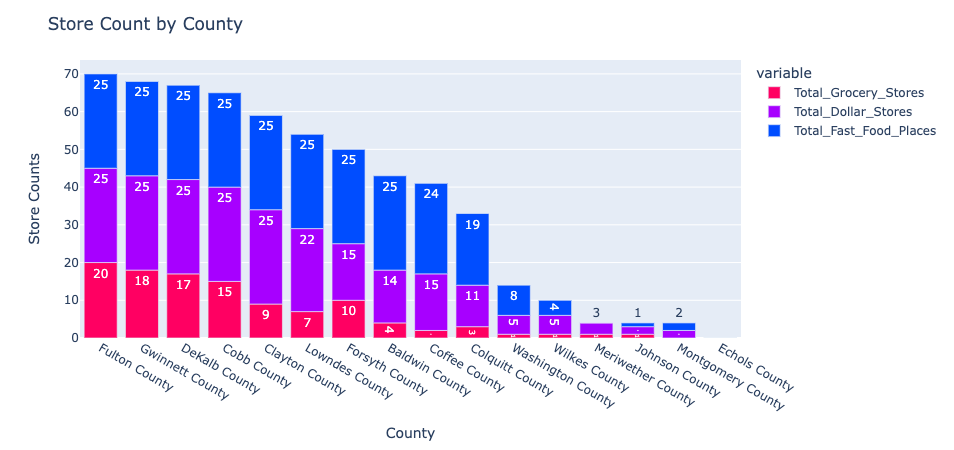 Store Count by County
variable
Total_Grocery_Stores
Total_Dollar_Stores
Total_Fast_Food_Places
Store Counts
70
60
50
40
30
20
10
0
25 25 25 25 25 25 25 25 24 19 8 4 3 1 2
25 25 25 25 25 22 15 14 15 11 5 5
20 18 17 15 9 7 10 4 3
Fulton County
Gwinnett County
DeKalb County
Cobb County
Clayton County
Lowndes County
Forsyth County
Baldwin County
Coffee County
Colquitt County
Washington County
Wilkes County
Meriwether County
Johnson County
Montgomery County
Echols County
County